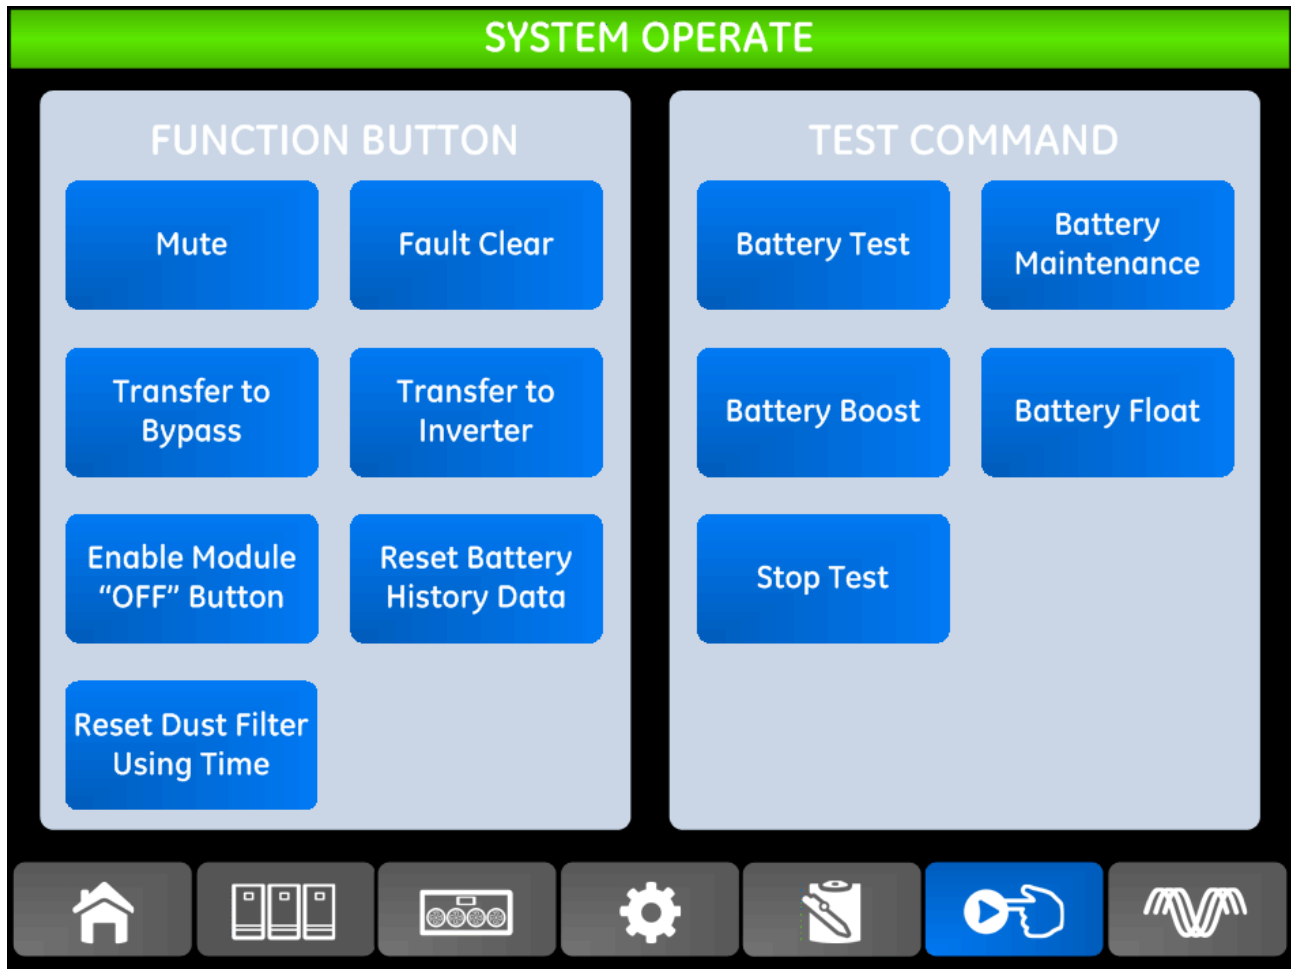 SYSTEM OPERATE
FUNCTION BUTTON
Mute
Fault Clear
Transfer to
Bypass
Transfer to
Inverter
Enable Module
“OFF” Button
Reset Battery
History Data
Reset Dust Filter
Using Time
TEST COMMAND
Battery Test
Battery
Maintenance
Battery Boost
Battery Float
Stop Test